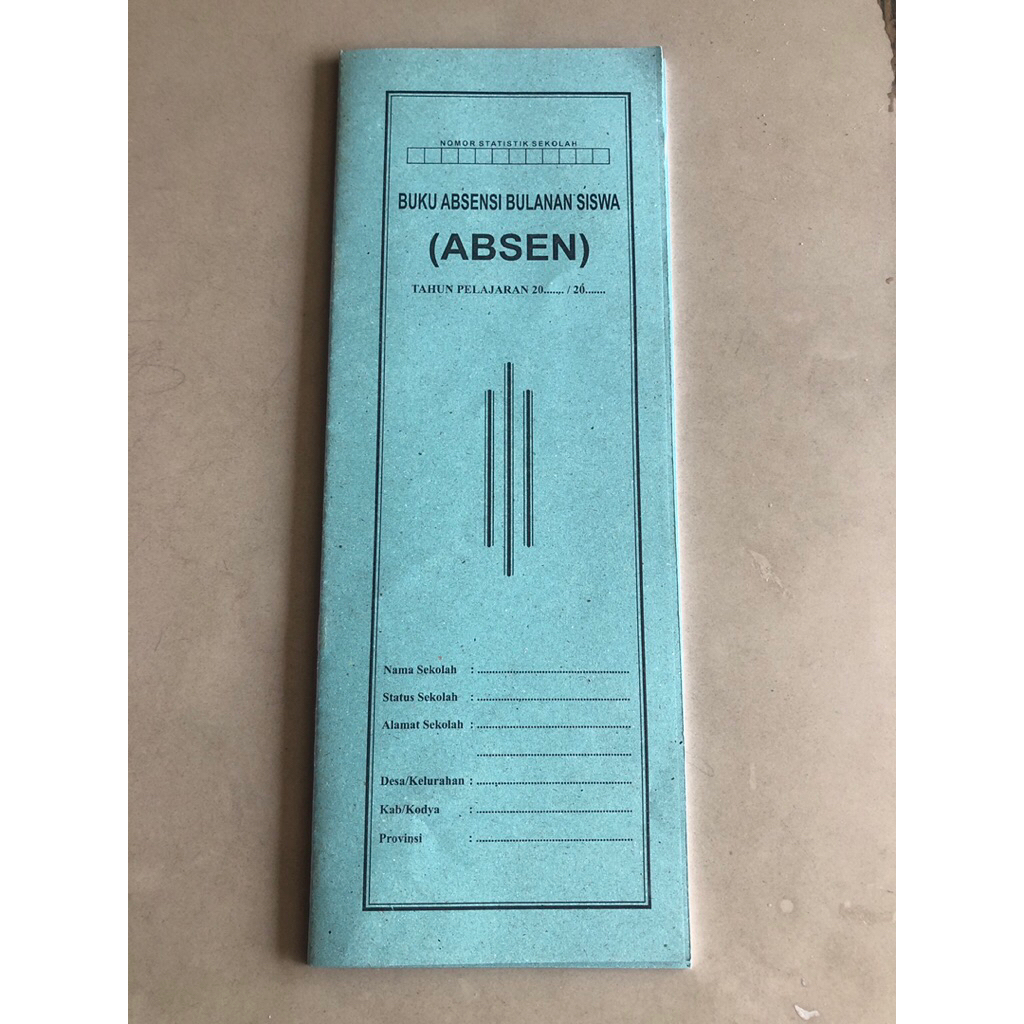 NOMOR STATISTIK SEKOLAH
BUKU ABSENSI BULANAN SISWA
(ABSEN)
TAHUN PELAJARAN 20....... / 20.......
Nama Sekolah : ..................................................
Status Sekolah : ..................................................
Alamat Sekolah : ..................................................
..................................................
Desa/Kelurahan : ..................................................
Kab/Kodya : ..................................................
Provinsi : ..................................................